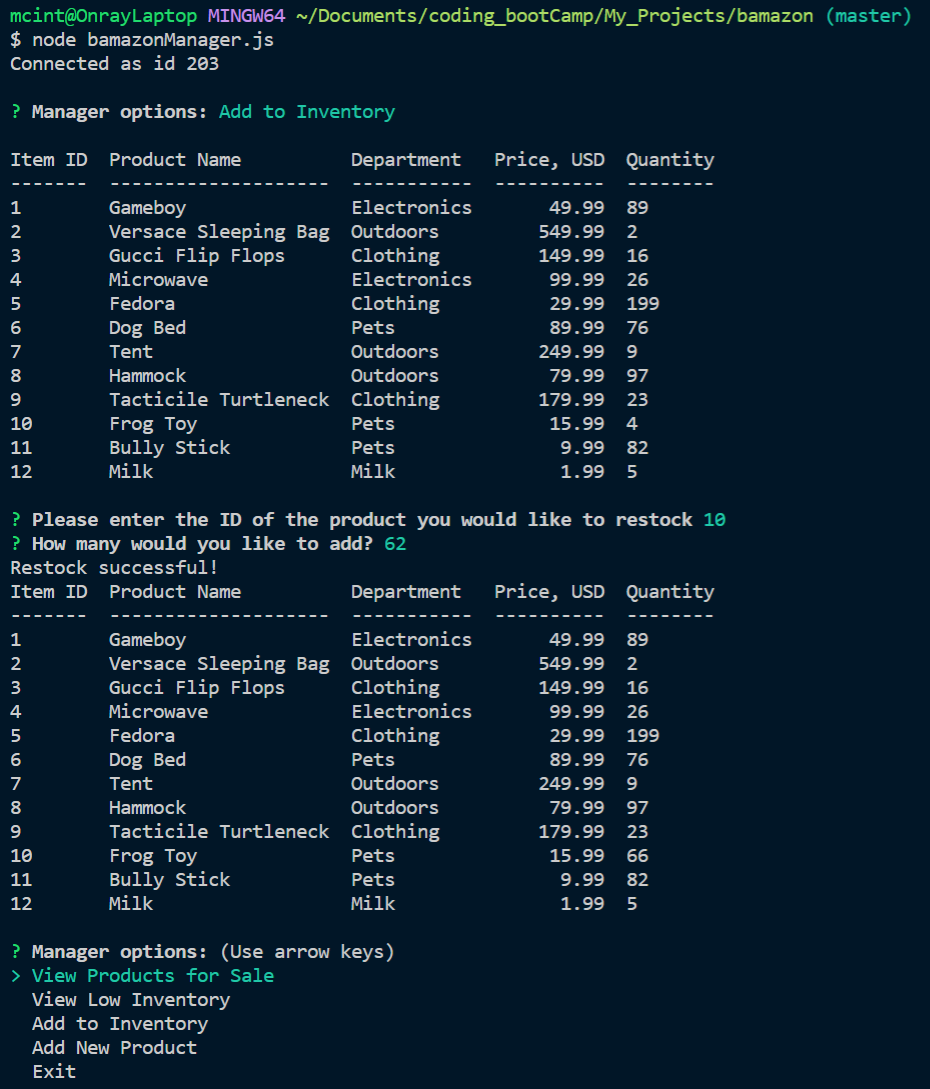 mcint@OnrayLaptop MINGW64 ~/Documents/coding_bootCamp/My_Projects/bamazon (master)
$ node bamazonManager.js
Connected as id 203
? Manager options: Add to Inventory
Item ID  Product Name          Department   Price, USD  Quantity
-------  --------------------  -----------  ----------  --------
1        Gameboy               Electronics       49.99  89
2        Versace Sleeping Bag  Outdoors         549.99  2
3        Gucci Flip Flops      Clothing         149.99  16
4        Microwave             Electronics       99.99  26
5        Fedora                Clothing          29.99  199
6        Dog Bed               Pets              89.99  76
7        Tent                  Outdoors         249.99  9
8        Hammock               Outdoors          79.99  97
9        Tacticile Turtleneck  Clothing         179.99  23
10       Frog Toy              Pets              15.99  4
11       Bully Stick           Pets               9.99  82
12       Milk                  Milk               1.99  5
? Please enter the ID of the product you would like to restock 10
? How many would you like to add? 62
Restock successful!
Item ID  Product Name          Department   Price, USD  Quantity
-------  --------------------  -----------  ----------  --------
1        Gameboy               Electronics       49.99  89
2        Versace Sleeping Bag  Outdoors         549.99  2
3        Gucci Flip Flops      Clothing         149.99  16
4        Microwave             Electronics       99.99  26
5        Fedora                Clothing          29.99  199
6        Dog Bed               Pets              89.99  76
7        Tent                  Outdoors         249.99  9
8        Hammock               Outdoors          79.99  97
9        Tacticile Turtleneck  Clothing         179.99  23
10       Frog Toy              Pets              15.99  66
11       Bully Stick           Pets               9.99  82
12       Milk                  Milk               1.99  5
? Manager options: (Use arrow keys)
> View Products for Sale
  View Low Inventory
  Add to Inventory
  Add New Product
  Exit